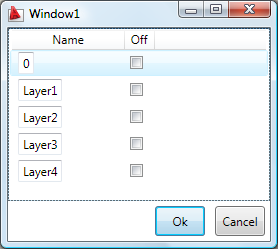 Window1
Name Off
0
Layer1
Layer2
Layer3
Layer4
Ok Cancel